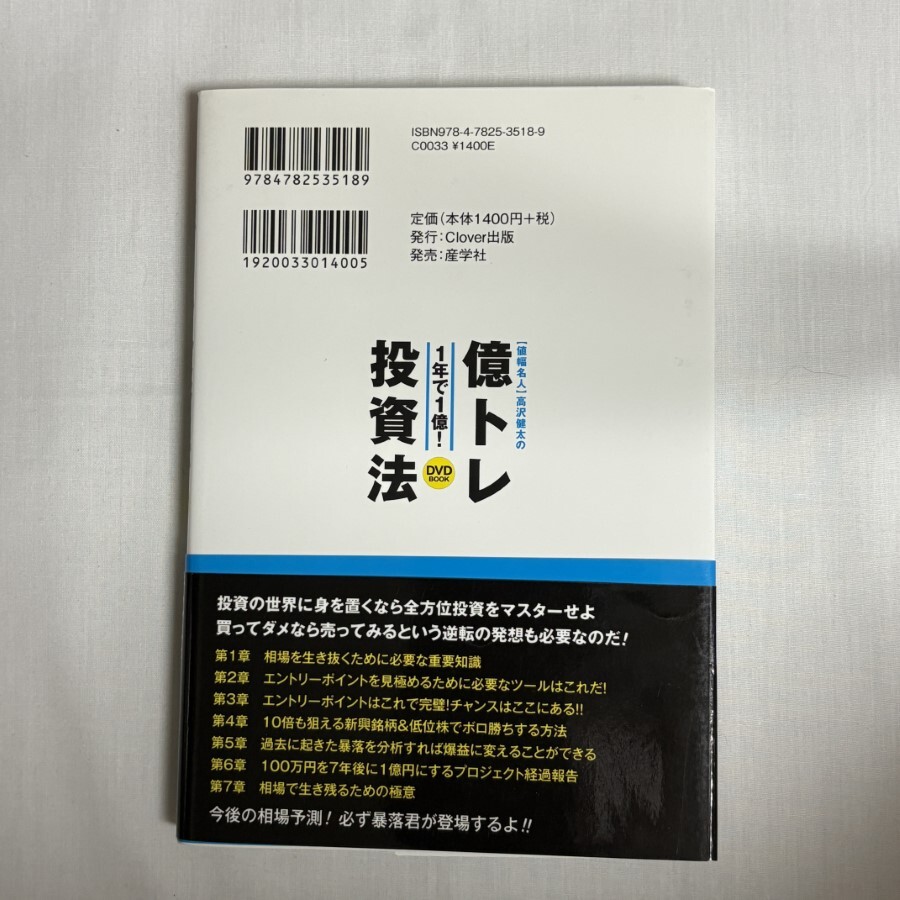 ISBN978-4-7825-3518-9
C0033 ¥1400E
9784782535189
定価(本体1400円+税)
発行:Clover出版
発売:産学社
1920033014005
[値幅名人]高沢健太の
億トレ
1年で1億!
DVD
BOOK
投資法
投資の世界に身を置くなら全方位投資をマスターせよ
買ってダメなら売ってみるという逆転の発想も必要なのだ!
第1章 相場を生き抜くために必要な重要知識
第2章 エントリーポイントを見極めるために必要なツールはこれだ!
第3章 エントリーポイントはこれで完璧!チャンスはここにある!!
第4章 10倍も狙える新興銘柄&低位株でボロ勝ちする方法
第5章 過去に起きた暴落を分析すれば爆益に変えることができる
第6章 100万円を7年後に1億円にするプロジェクト経過報告
第7章 相場で生き残るための極意
今後の相場予測! 必ず暴落君が登場するよ!!